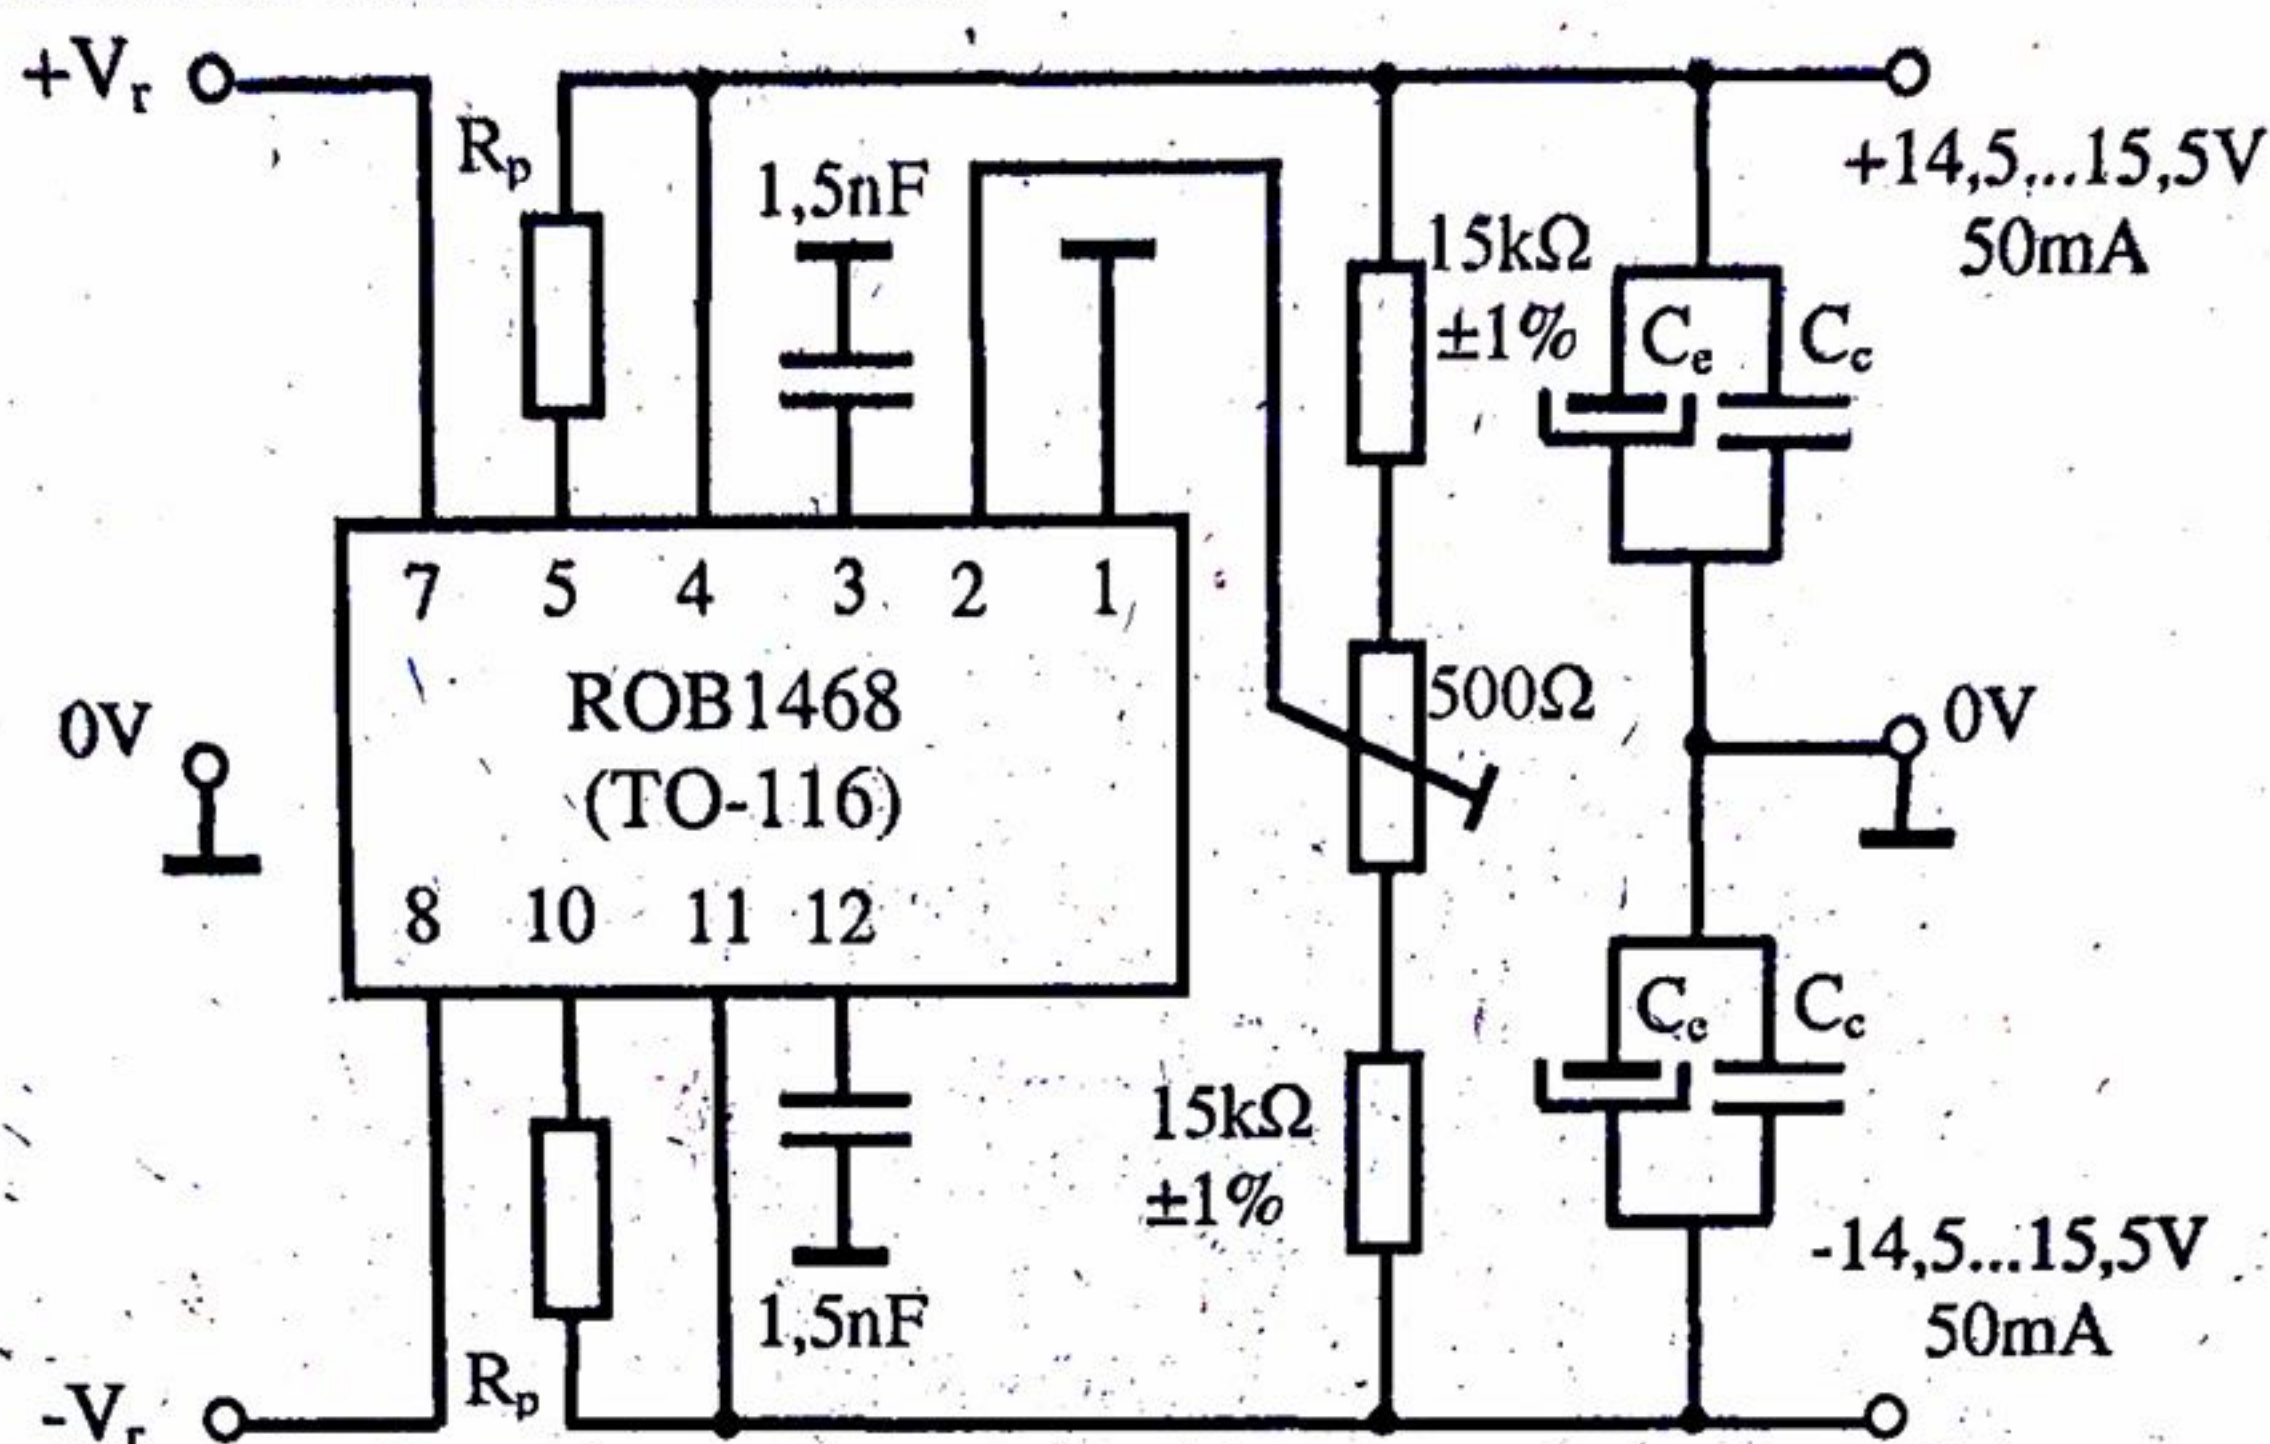 +Vr
Rp
1,5nF
+14,5...15,5V
50mA
15kΩ
±1%
Ce
Cc
7 5 4 3 2 1
ROB1468
(TO-116)
500Ω
0V
0V
8 10 11 12
Cc
Cc
15kΩ
±1%
-14,5...15,5V
50mA
1,5nF
Rp
-Vr